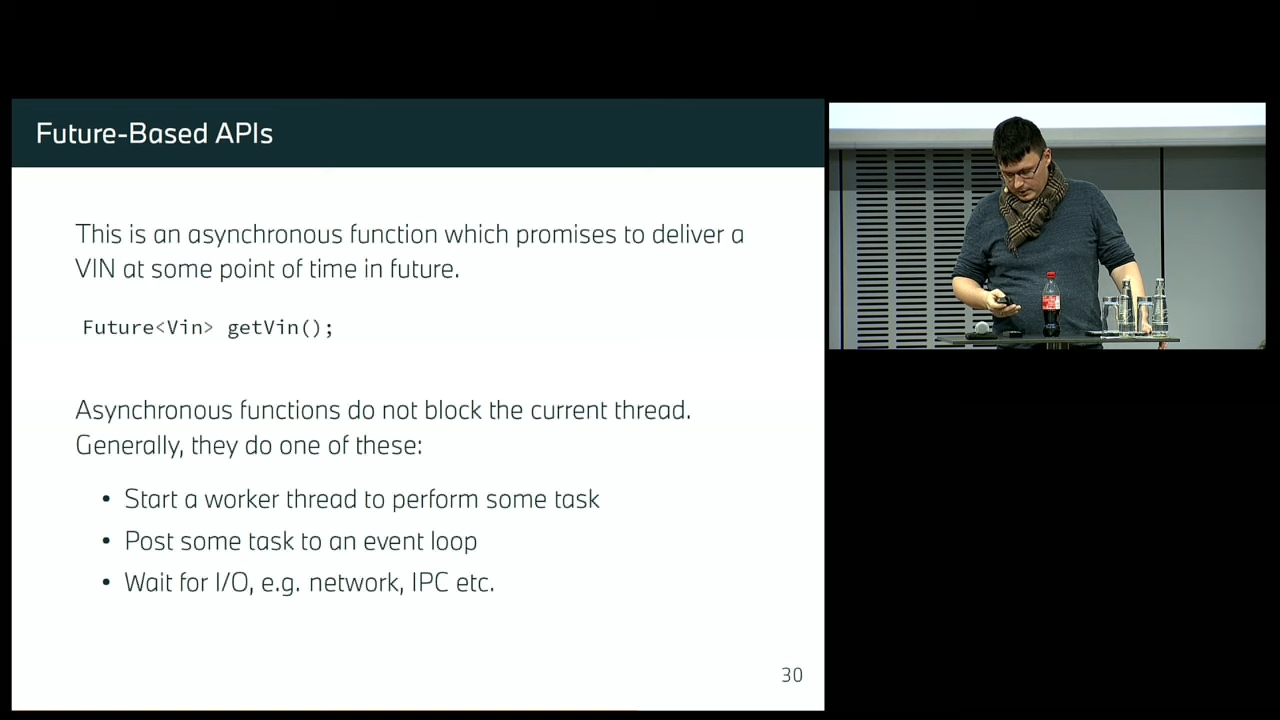 Future-Based APIs
This is an asynchronous function which promises to deliver a
VIN at some point of time in future.
Future<Vin> getVin();
Asynchronous functions do not block the current thread.
Generally, they do one of these:
• Start a worker thread to perform some task
• Post some task to an event loop
• Wait for I/O, e.g. network, IPC etc.
30